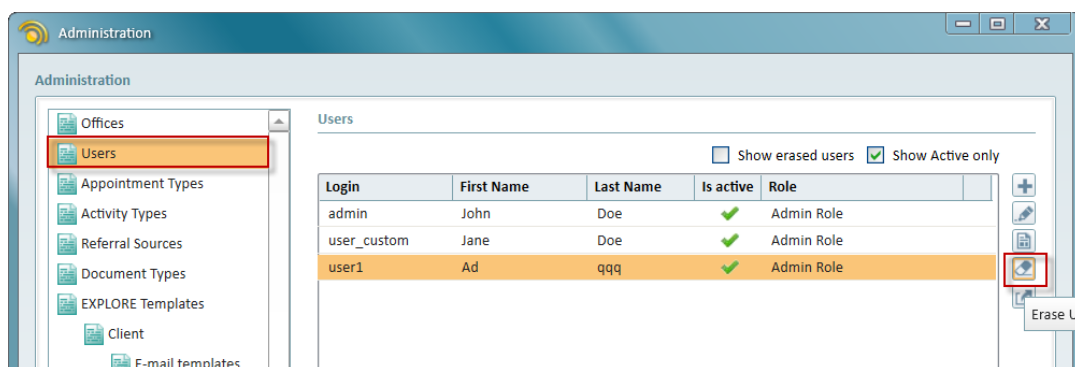 Administration
Administration
Offices
Users
Appointment Types
Activity Types
Referral Sources
Document Types
EXPLORE Templates
Client
E-mail templates
Users
Show erased users Show Active only
Login First Name Last Name Is active Role
admin John Doe Admin Role
user_custom Jane Doe Admin Role
user1 Ad qqq Admin Role
Erase U